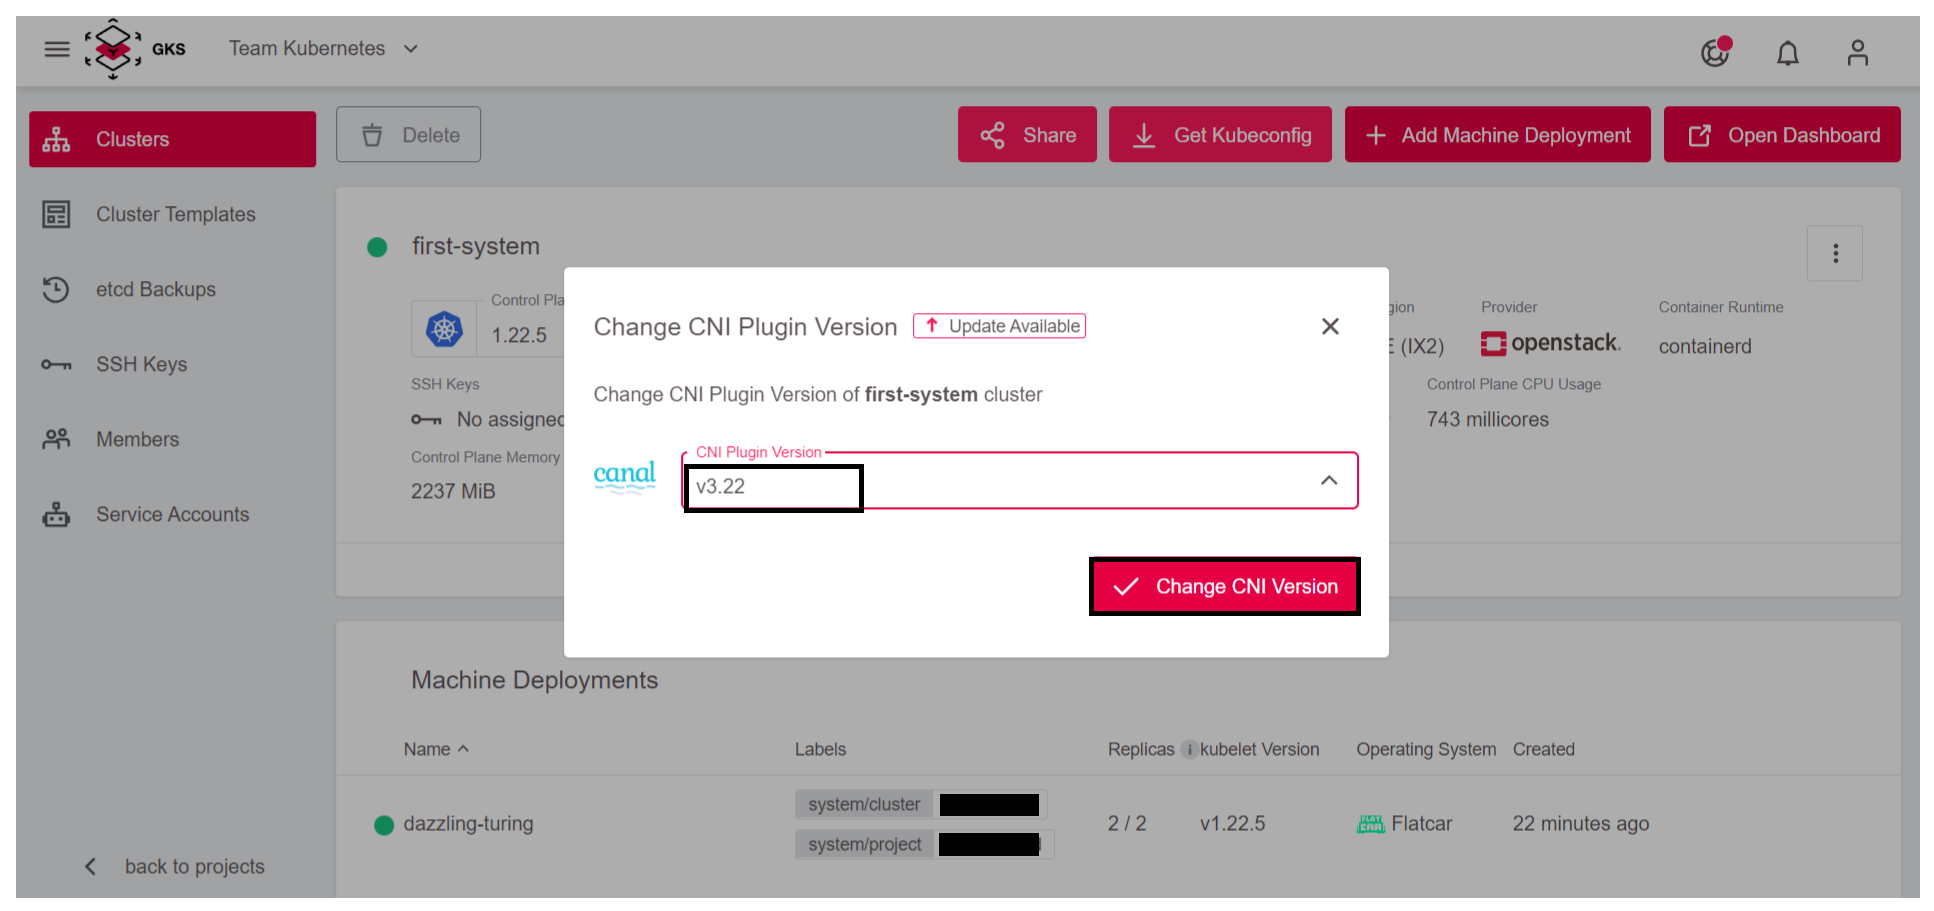 GKS
Team Kubernetes
Clusters
Delete
Share
Get Kubeconfig
Add Machine Deployment
Open Dashboard
Cluster Templates
etcd Backups
SSH Keys
Members
Service Accounts
back to projects
first-system
Control Pla
1.22.5
gion
(IX2)
Provider
openstack.
Container Runtime
containerd
SSH Keys
No assigned
Control Plane CPU Usage
743 millicores
Control Plane Memory
2237 MiB
Change CNI Plugin Version
Update Available
Change CNI Plugin Version of first-system cluster
canal
CNI Plugin Version
v3.22
Change CNI Version
Machine Deployments
Name
Labels
Replicas
kubelet Version
Operating System
Created
dazzling-turing
system/cluster
system/project
2 / 2
v1.22.5
FLAT CAR
Flatcar
22 minutes ago